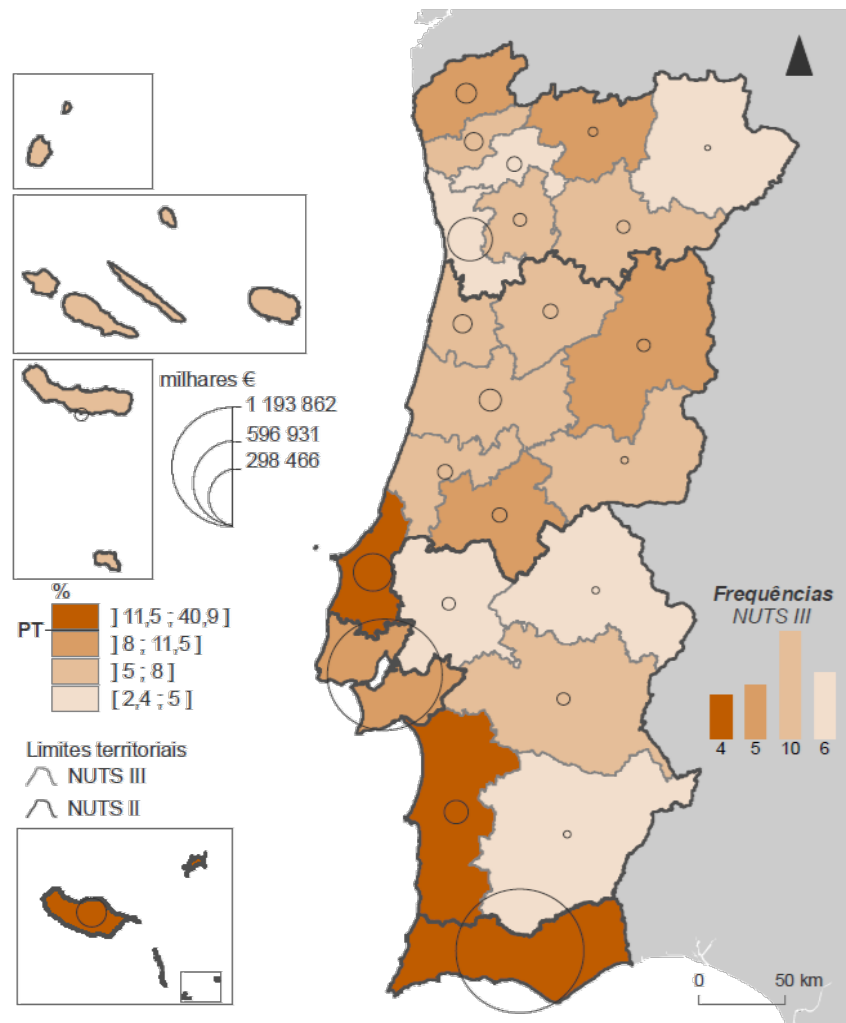 milhares €
1 193 862
596 931
298 466
%
] 11,5 ; 40,9 ]
PT
] 8 ; 11,5 ]
] 5 ; 8 ]
[ 2,4 ; 5 ]
Limites territoriais
NUTS III
NUTS II
Frequências
NUTS III
4 5 10 6
0 50 km